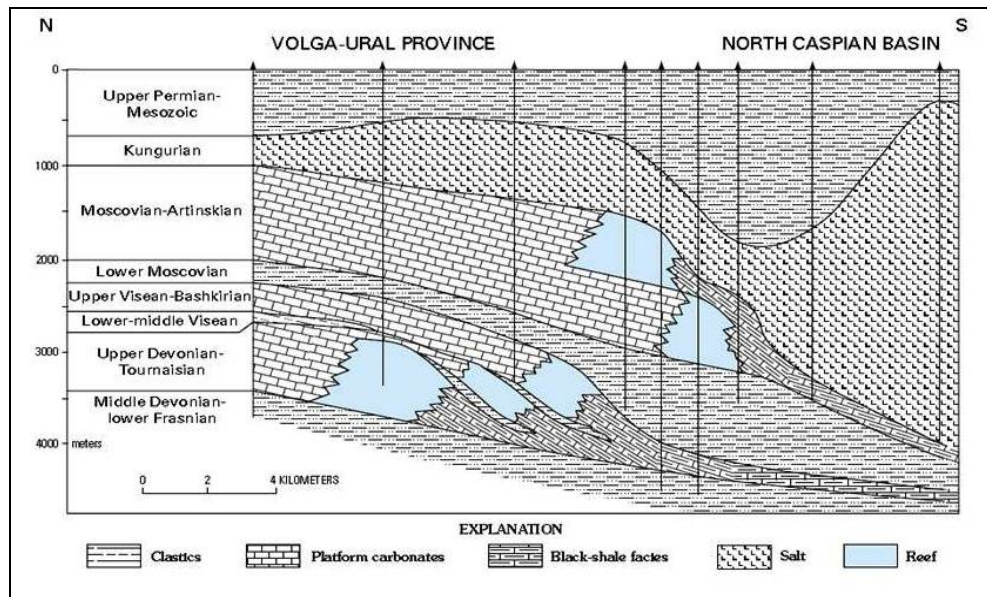 N
S
VOLGA-URAL PROVINCE
NORTH CASPIAN BASIN
0
Upper Permian-
Mesozoic
Kungurian
1000
Moscovian-Artinskian
2000
Lower Moscovian
Upper Visean-Bashkirian
Lower-middle Visean
3000
Upper Devonian-
Tournaisian
Middle Devonian-
lower Frasnian
4000 meters
0 2 4 KILOMETERS
EXPLANATION
Clastics
Platform carbonates
Black-shale facies
Salt
Reef